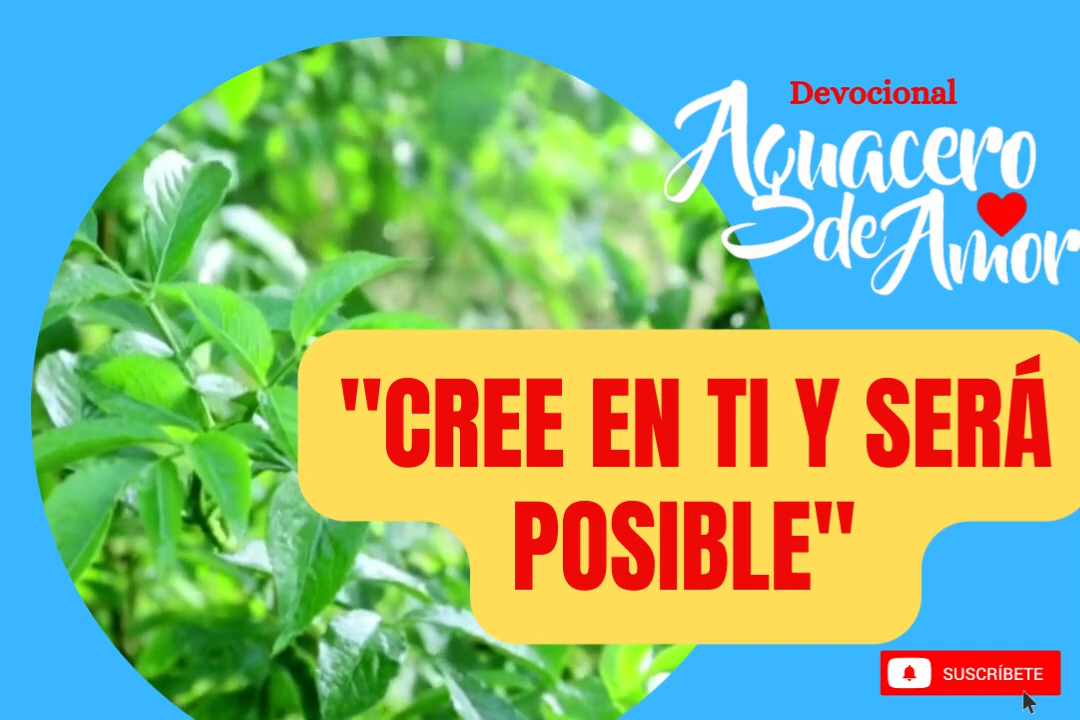 Devocional
Aguacero
de Amor
"CREE EN TI Y SERÁ
POSIBLE"
SUSCRÍBETE